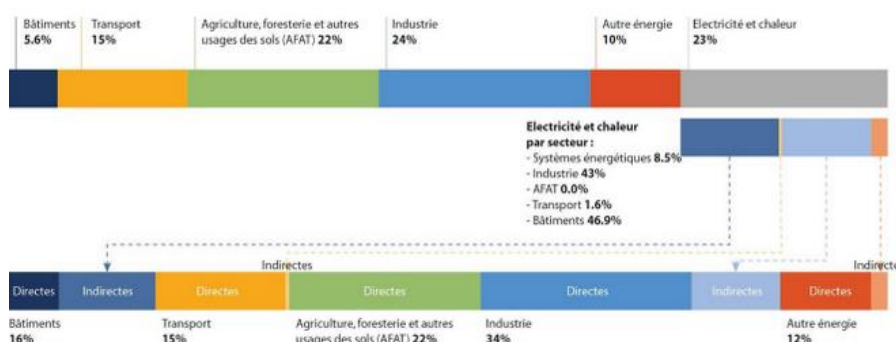 Bâtiments
5.6%
Transport
15%
Agriculture, foresterie et autres
usages des sols (AFAT) 22%
Industrie
24%
Autre énergie
10%
Electricité et chaleur
23%
Electricité et chaleur
par secteur :
- Systèmes énergétiques 8.5%
- Industrie 43%
- AFAT 0.0%
- Transport 1.6%
- Bâtiments 46.9%
Indirectes
Indirecte
Directes
Indirectes
Directes
Directes
Directes
Indirectes
Directes
Bâtiments
16%
Transport
15%
Agriculture, foresterie et autres
usages des sols (AFAT) 22%
Industrie
34%
Autre énergie
12%